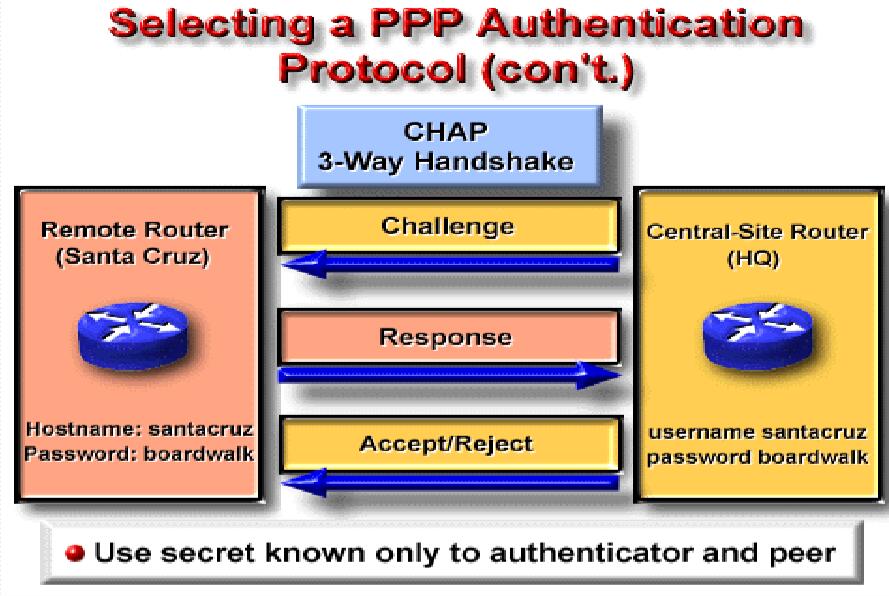 Selecting a PPP Authentication
Protocol (con't.)
CHAP
3-Way Handshake
Remote Router
(Santa Cruz)
Hostname: santacruz
Password: boardwalk
Challenge
Response
Accept/Reject
Central-Site Router
(HQ)
username santacruz
password boardwalk
Use secret known only to authenticator and peer